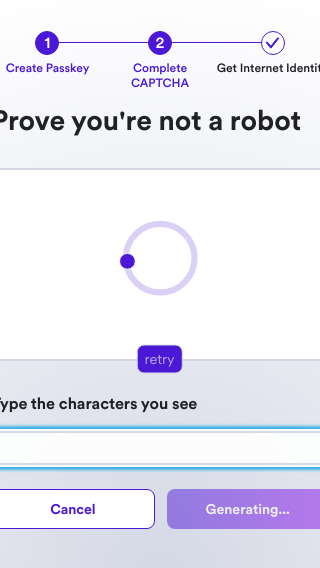 1
2
Create Passkey
Complete
CAPTCHA
Get Internet Identit
Prove you're not a robot
retry
Type the characters you see
Cancel
Generating...